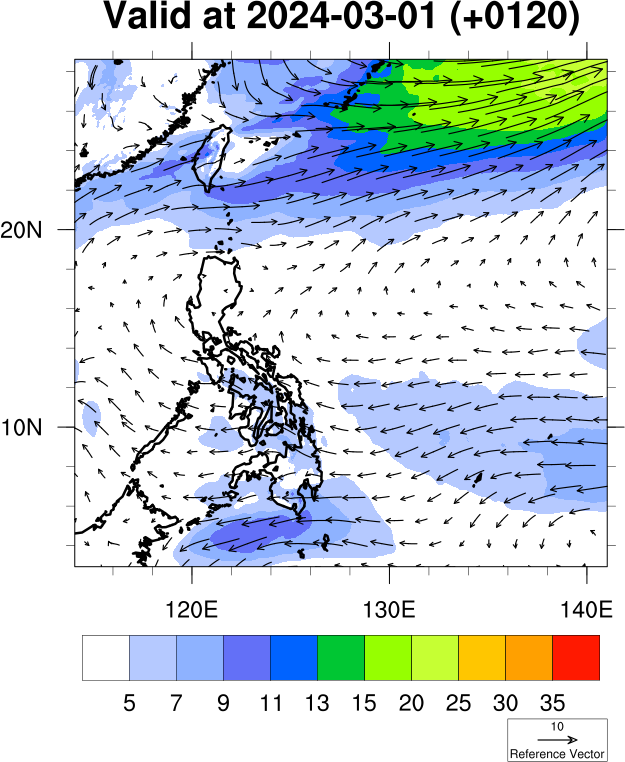 Valid at 2024-03-01 (+0120)
20N
10N
120E 130E 140E
5 7 9 11 13 15 20 25 30 35
10
Reference Vector